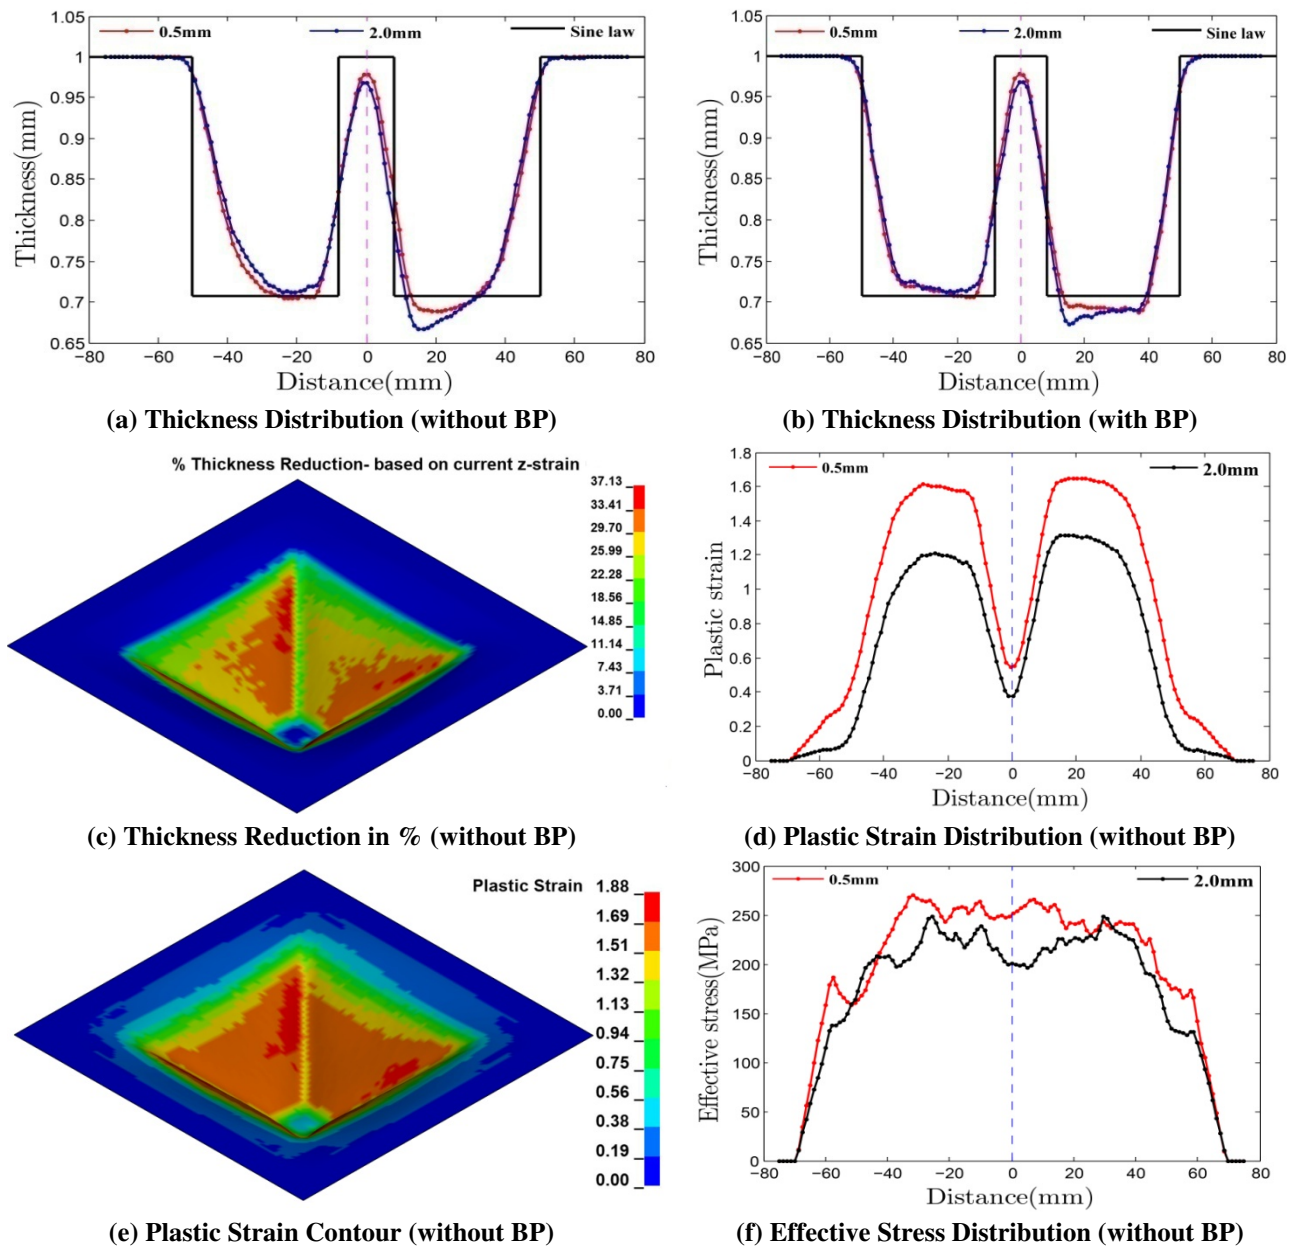 0.5mm 2.0mm Sine law
1.05
1
0.95
0.9
0.85
0.8
0.75
0.7
0.65
Thickness(mm)
−80 −60 −40 −20 0 20 40 60 80
Distance(mm)
(a) Thickness Distribution (without BP)
0.5mm 2.0mm Sine law
1.05
1
0.95
0.9
0.85
0.8
0.75
0.7
0.65
Thickness(mm)
−80 −60 −40 −20 0 20 40 60 80
Distance(mm)
(b) Thickness Distribution (with BP)
% Thickness Reduction- based on current z-strain
37.13
33.41
29.70
25.99
22.28
18.56
14.85
11.14
7.43
3.71
0.00
(c) Thickness Reduction in % (without BP)
0.5mm 2.0mm
1.8
1.6
1.4
1.2
1
0.8
0.6
0.4
0.2
0
Plastic strain
−80 −60 −40 −20 0 20 40 60 80
Distance(mm)
(d) Plastic Strain Distribution (without BP)
Plastic Strain
1.88
1.69
1.51
1.32
1.13
0.94
0.75
0.56
0.38
0.19
0.00
(e) Plastic Strain Contour (without BP)
0.5mm 2.0mm
300
250
200
150
100
50
0
Effective stress(MPa)
−80 −60 −40 −20 0 20 40 60 80
Distance(mm)
(f) Effective Stress Distribution (without BP)